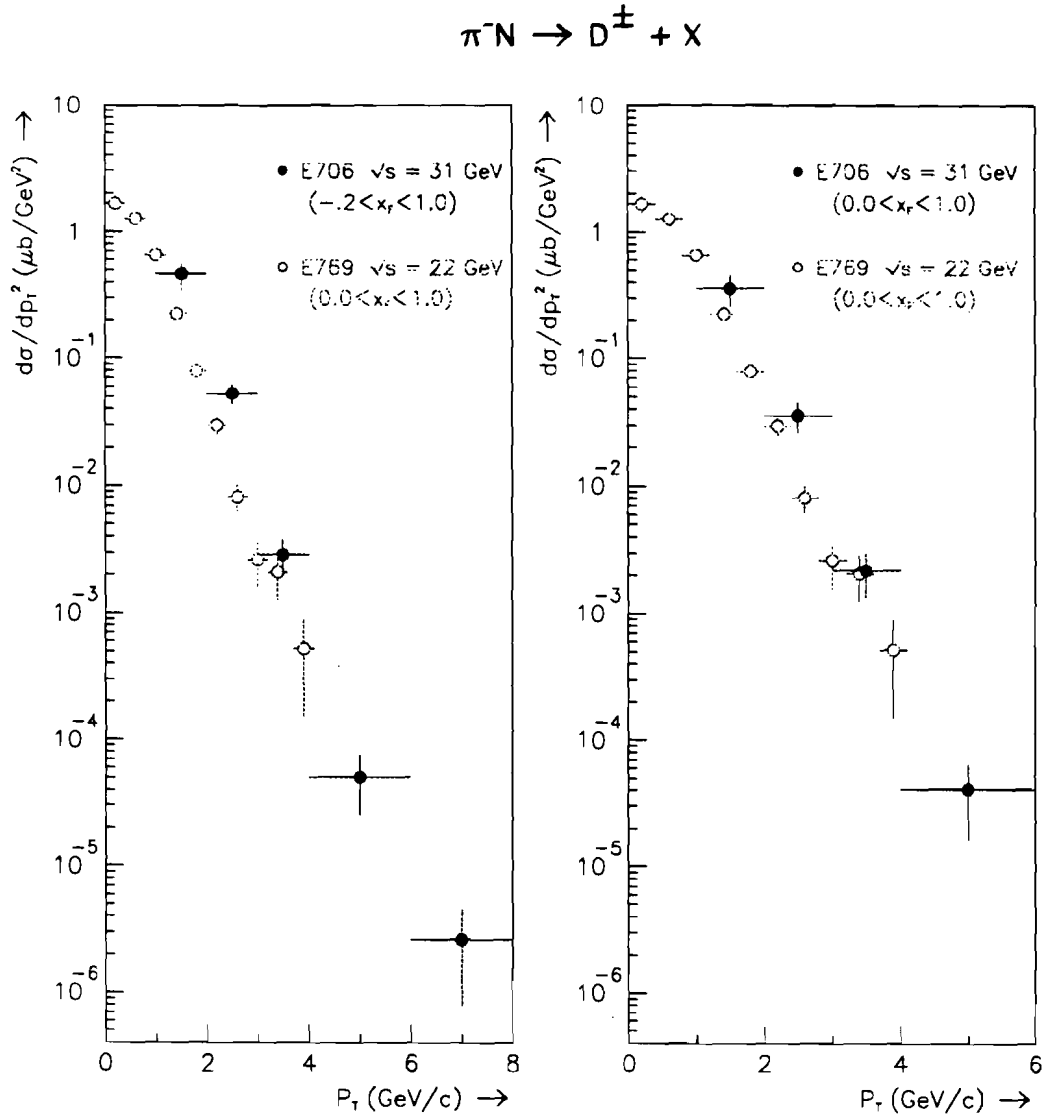 π⁻N → D± + X
dσ/dp_T² (μb/GeV²) →
10
1
10⁻¹
10⁻²
10⁻³
10⁻⁴
10⁻⁵
10⁻⁶
● E706 √s = 31 GeV
(-.2<x_F<1.0)
○ E769 √s = 22 GeV
(0.0<x_F<1.0)
0 2 4 6 8
P_T (GeV/c) →
dσ/dp_T² (μb/GeV²) →
10
1
10⁻¹
10⁻²
10⁻³
10⁻⁴
10⁻⁵
10⁻⁶
● E706 √s = 31 GeV
(0.0<x_F<1.0)
○ E769 √s = 22 GeV
(0.0<x_F<1.0)
0 2 4 6
P_T (GeV/c) →